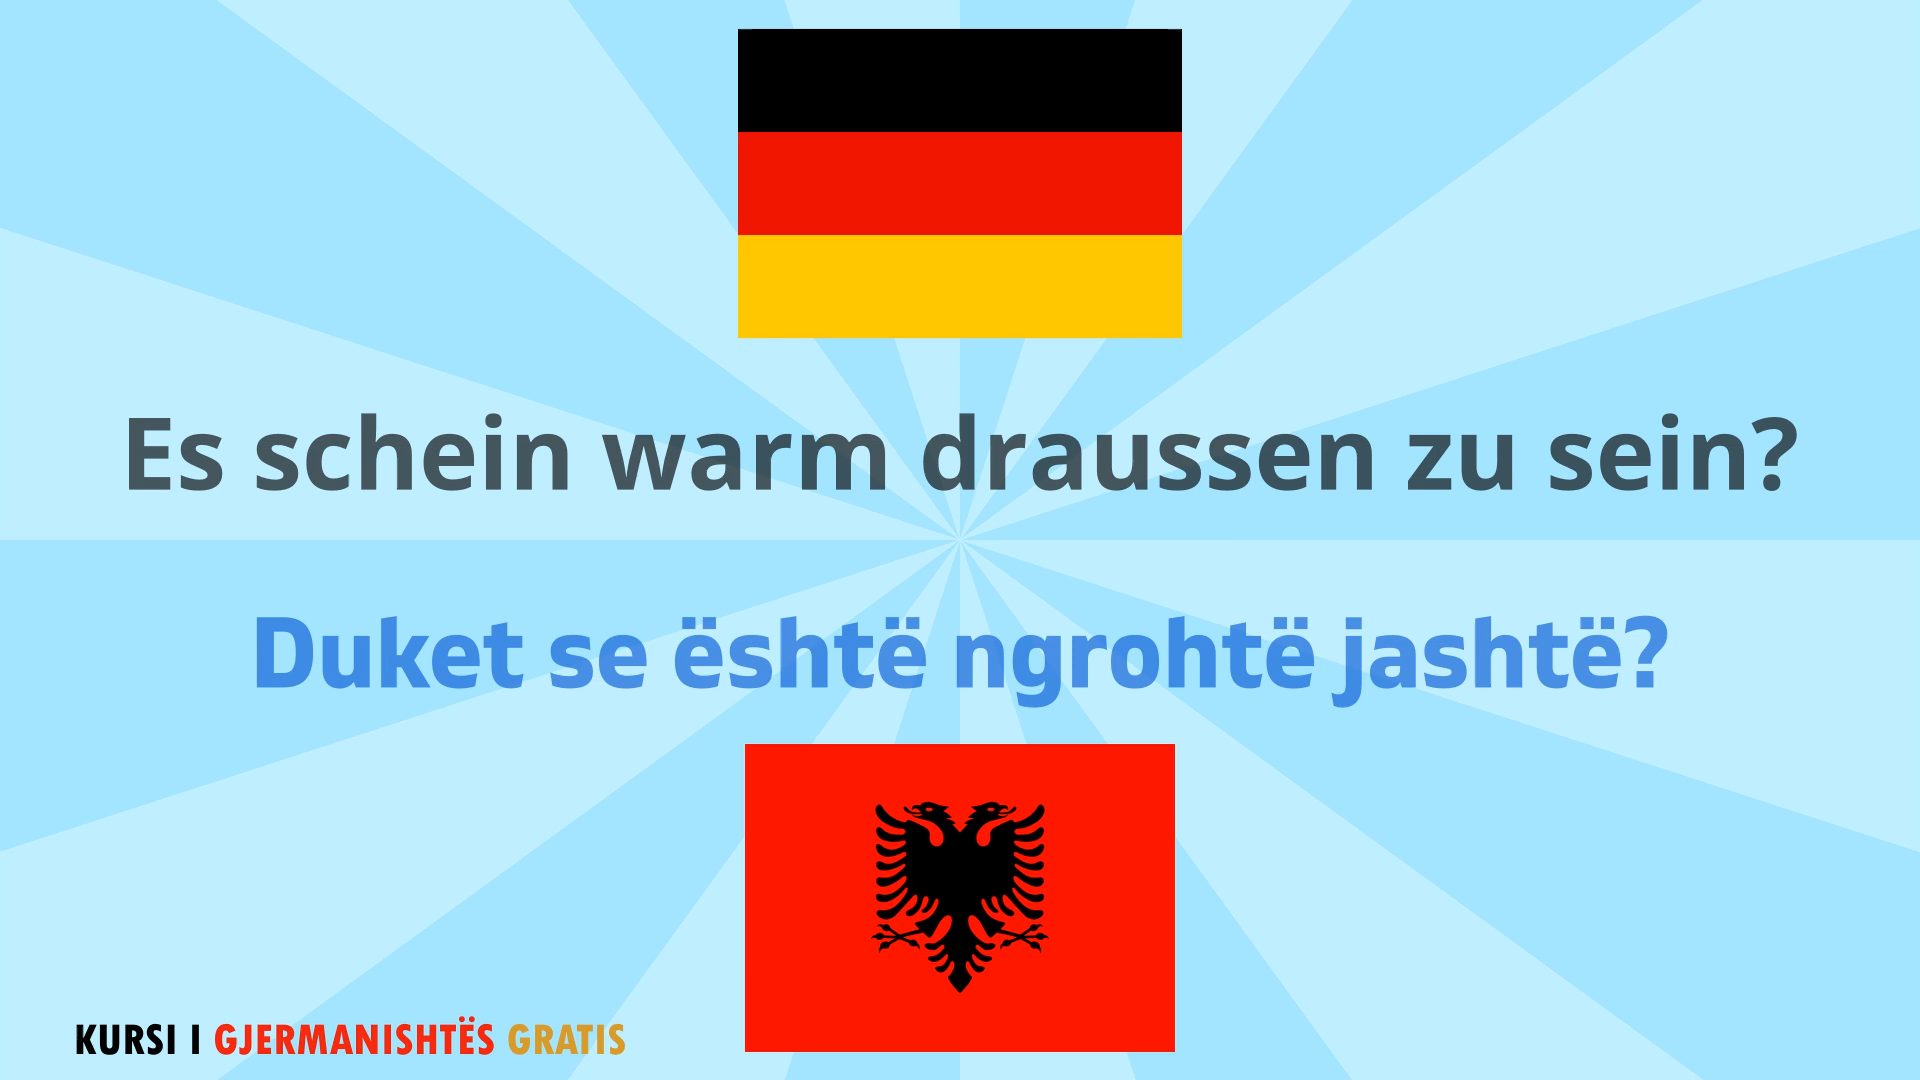 Es schein warm draussen zu sein?
Duket se është ngrohtë jashtë?
KURSI I GJERMANISHTËS GRATIS